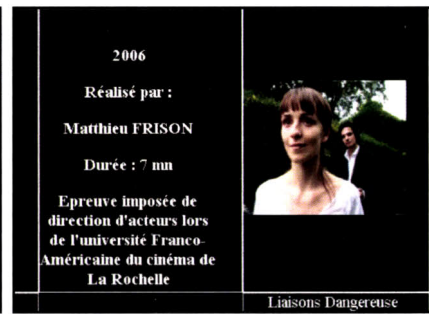 2006
Réalisé par :
Matthieu FRISON
Durée : 7 mn
Epreuve imposée de
direction d'acteurs lors
de l'université Franco-
Américaine du cinéma de
La Rochelle
Liaisons Dangereuse